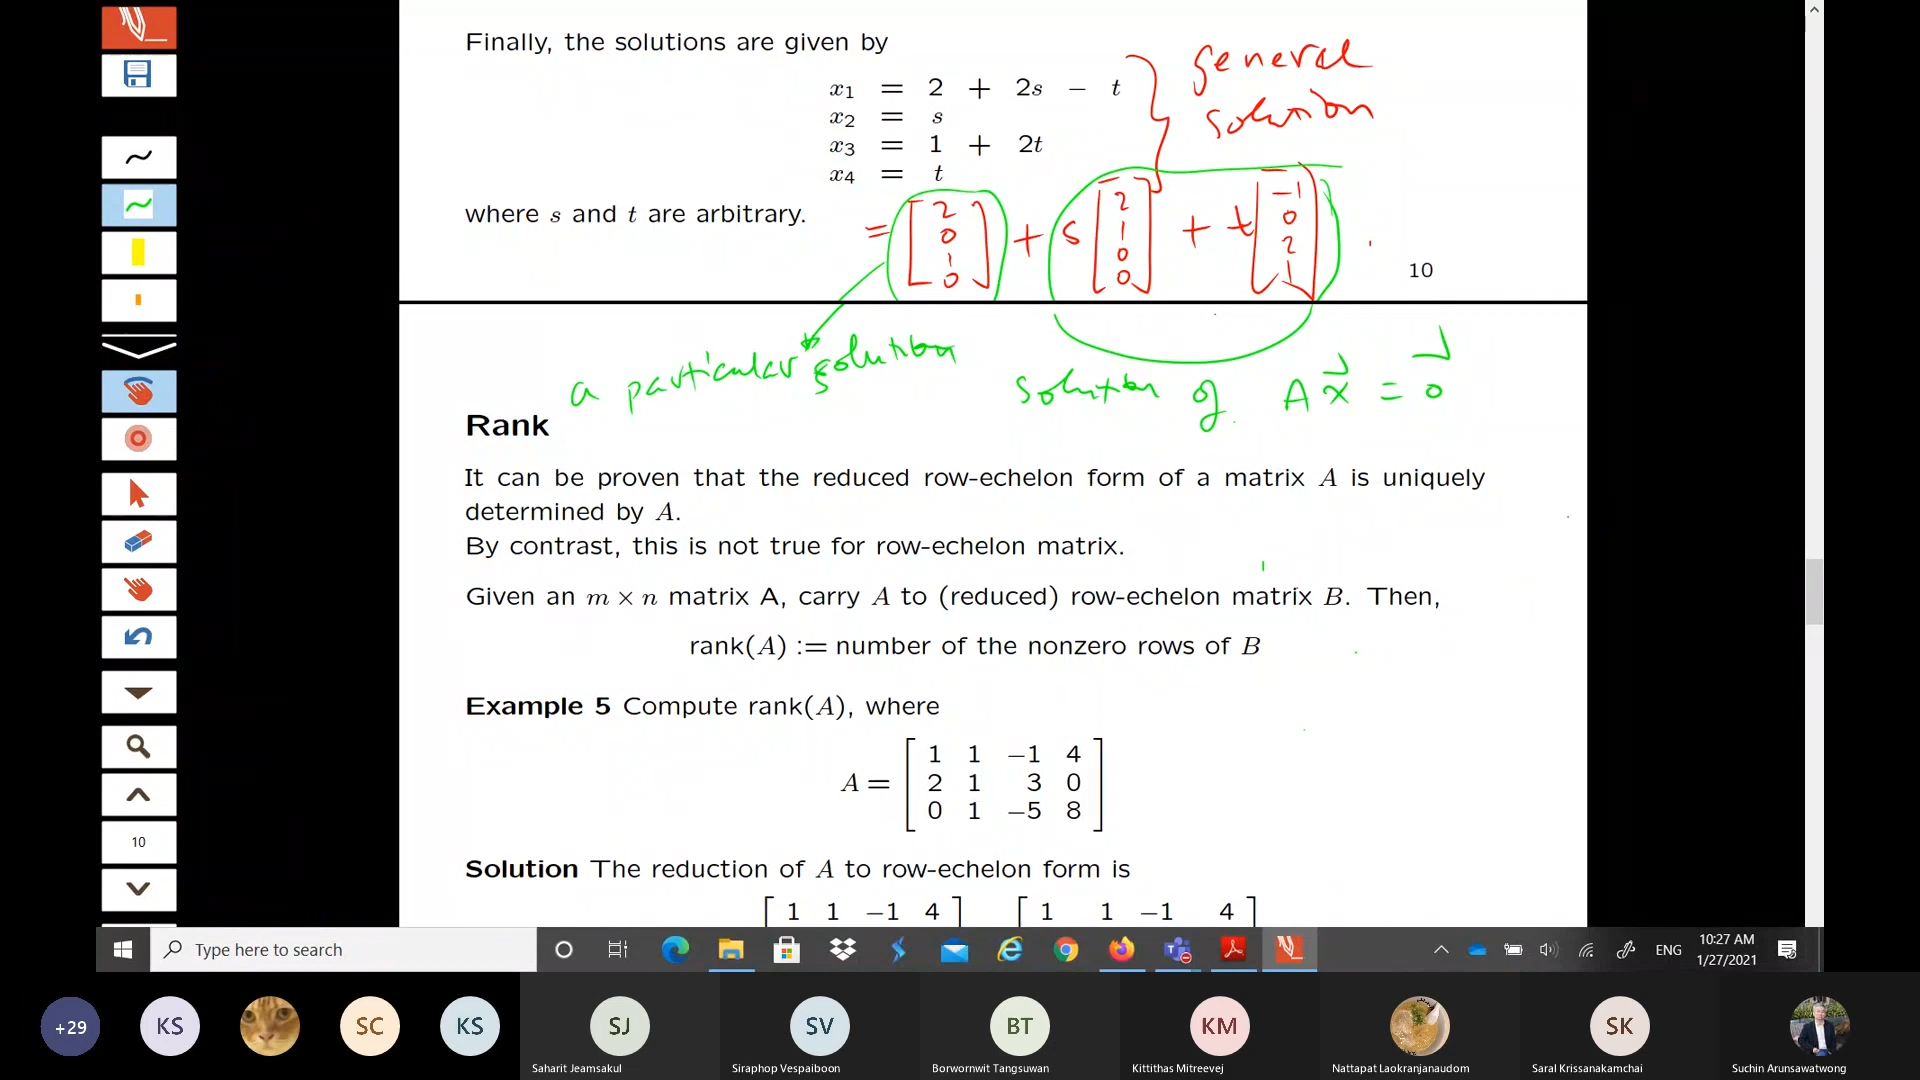 Finally, the solutions are given by
general
solution
x1 = 2 + 2s − t
x2 = s
x3 = 1 + 2t
x4 = t
where s and t are arbitrary.
= [2 0 1 0] + s [2 1 0 0] + t [−1 0 2 1]
10
a particular solution
solution of Ax⃗ = 0⃗
Rank
It can be proven that the reduced row-echelon form of a matrix A is uniquely
determined by A.
By contrast, this is not true for row-echelon matrix.
Given an m × n matrix A, carry A to (reduced) row-echelon matrix B. Then,
rank(A) := number of the nonzero rows of B
Example 5 Compute rank(A), where
A = [1 1 −1 4
2 1 3 0
0 1 −5 8]
Solution The reduction of A to row-echelon form is
[1 1 −1 4] [1 1 −1 4]
10
Type here to search
ENG
10:27 AM
1/27/2021
+29
KS
SC
KS
SJ
SV
BT
KM
SK
Saharit Jeamsakul
Siraphop Vespaiboon
Borwornwit Tangsuwan
Kittithas Mitreevej
Nattapat Laokranjanaudom
Saral Krissanakamchai
Suchin Arunsawatwong